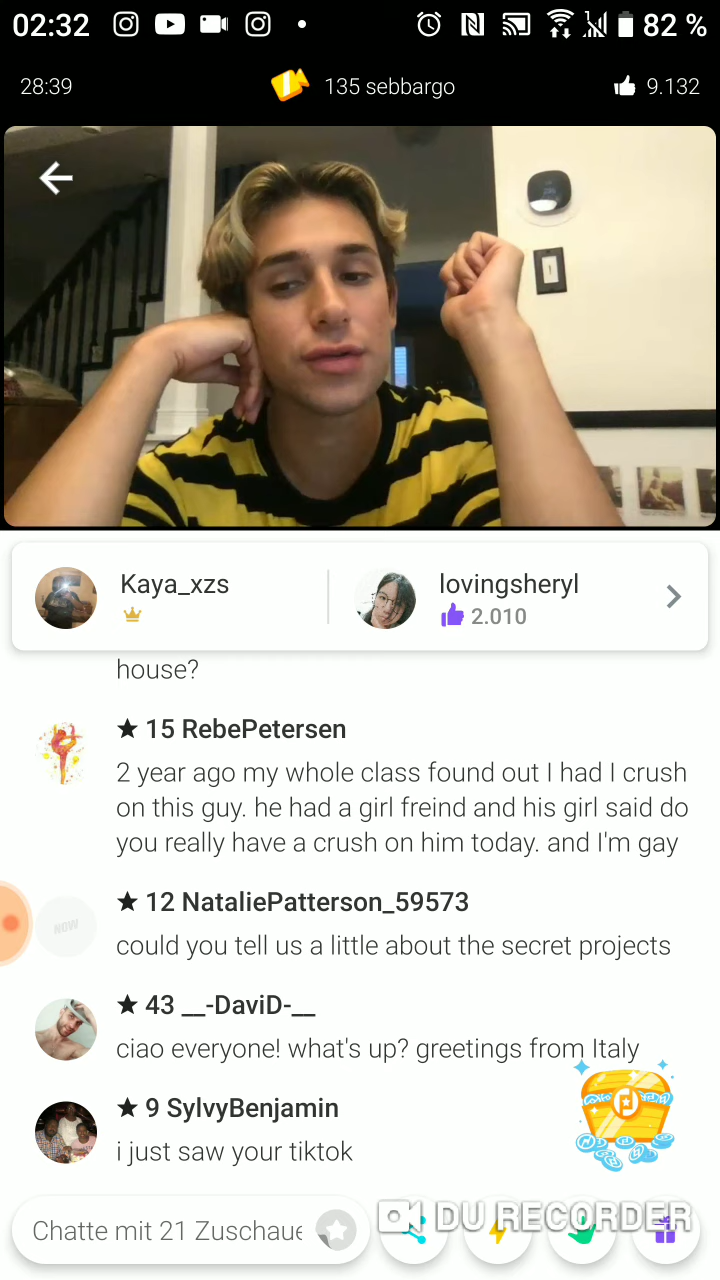 02:32
82 %
28:39
135 sebbargo
9.132
Kaya_xzs
lovingsheryl
2.010
house?
★ 15 RebePetersen
2 year ago my whole class found out I had I crush
on this guy. he had a girl freind and his girl said do
you really have a crush on him today. and I'm gay
★ 12 NataliePatterson_59573
NOW
could you tell us a little about the secret projects
★ 43 __-DaviD-__
ciao everyone! what's up? greetings from Italy
★ 9 SylvyBenjamin
i just saw your tiktok
Chatte mit 21 Zuschaue
DU RECORDER